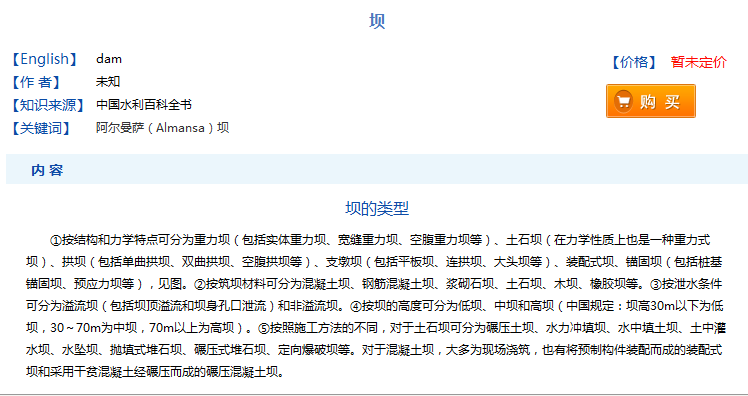 坝
【English】 dam
【价格】 暂未定价
【作 者】 未知
购 买
【知识来源】 中国水利百科全书
【关键词】 阿尔曼萨（Almansa）坝
内 容
坝的类型
①按结构和力学特点可分为重力坝（包括实体重力坝、宽缝重力坝、空腹重力坝等）、土石坝（在力学性质上也是一种重力式
坝）、拱坝（包括单曲拱坝、双曲拱坝、空腹拱坝等）、支墩坝（包括平板坝、连拱坝、大头坝等）、装配式坝、锚固坝（包括桩基
锚固坝、预应力坝等），见图。②按筑坝材料可分为混凝土坝、钢筋混凝土坝、浆砌石坝、土石坝、木坝、橡胶坝等。③按泄水条件
可分为溢流坝（包括坝顶溢流和坝身孔口泄流）和非溢流坝。④按坝的高度可分为低坝、中坝和高坝（中国规定：坝高30m以下为低
坝，30～70m为中坝，70m以上为高坝）。⑤按照施工方法的不同，对于土石坝可分为碾压土坝、水力冲填坝、水中填土坝、土中灌
水坝、水坠坝、抛填式堆石坝、碾压式堆石坝、定向爆破坝等。对于混凝土坝，大多为现场浇筑，也有将预制构件装配而成的装配式
坝和采用干贫混凝土经碾压而成的碾压混凝土坝。